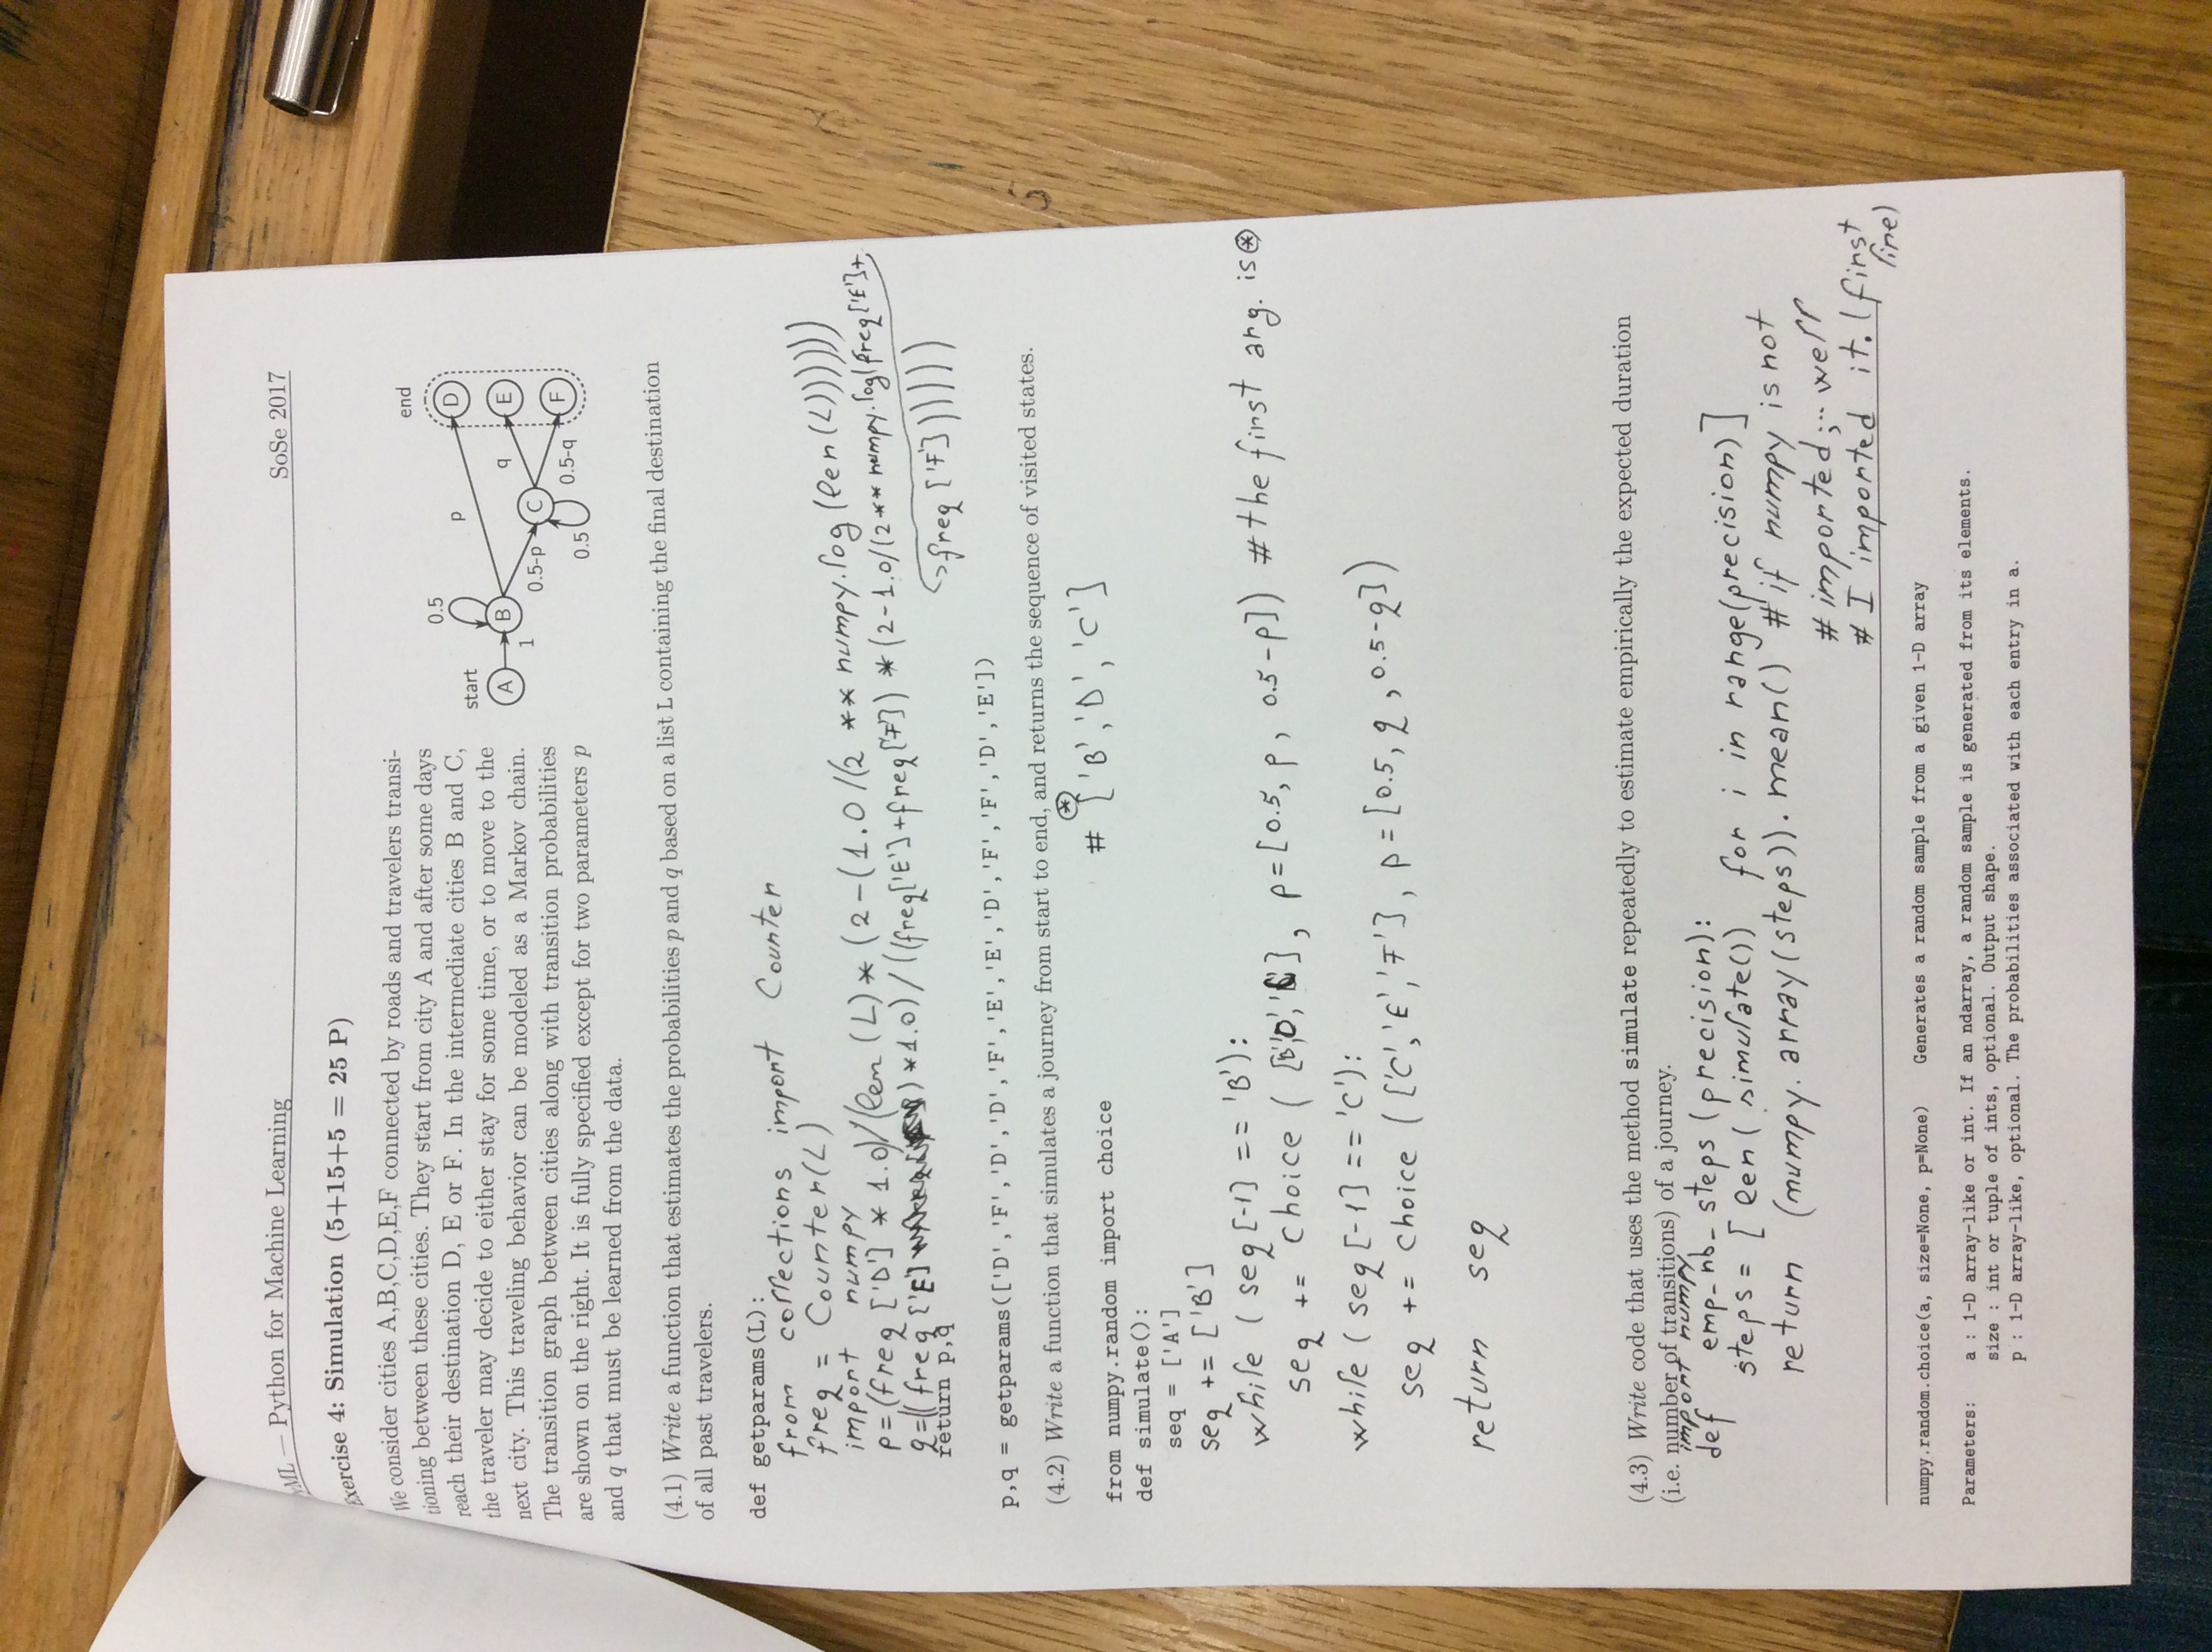 ML — Python for Machine Learning SoSe 2017
Exercise 4: Simulation (5+15+5 = 25 P)
We consider cities A,B,C,D,E,F connected by roads and travelers transi-
tioning between these cities. They start from city A and after some days
reach their destination D, E or F. In the intermediate cities B and C,
the traveler may decide to either stay for some time, or to move to the
next city. This traveling behavior can be modeled as a Markov chain.
The transition graph between cities along with transition probabilities
are shown on the right. It is fully specified except for two parameters p
and q that must be learned from the data.
end
0.5
p
D
start
q
A
B
E
1
0.5-p
C
0.5
0.5-q
F
(4.1) Write a function that estimates the probabilities p and q based on a list L containing the final destination
of all past travelers.
def getparams(L):
from collections import Counter
freq = Counter(L)
import numpy
p=(freq ['D'] * 1.0)/(len (L)* (2-(1.0/(2 ** numpy.log (len(L))))))
q=((freq ['E']) *1.0) / ((freq['E']+freq['F']) *(2-1.0/(2** numpy.log(freq['E']+
freq ['F'])))))
return p,q
p,q = getparams(['D','F','D','D','F','E','E','D','F','F','D','E'])
(4.2) Write a function that simulates a journey from start to end, and returns the sequence of visited states.
# ⊛ ['B','D','C']
from numpy.random import choice
def simulate():
seq = ['A']
seq += ['B']
while (seq[-1] == 'B'):
seq += choice (['B','D','C'], p=[0.5, p, 0.5-p]) # the first arg. is ⊛
while (seq[-1] == 'C'):
seq += choice (['C','E','F'], p=[0.5, q, 0.5-q])
return seq
(4.3) Write code that uses the method simulate repeatedly to estimate empirically the expected duration
(i.e. number of transitions) of a journey.
import numpy
def emp_nb_steps (precision):
steps = [len( simulate()) for i in range(precision)]
return (numpy.array(steps)).mean() # if numpy is not
# imported;... well
# I imported it. (first
line)
numpy.random.choice(a, size=None, p=None) Generates a random sample from a given 1-D array
Parameters: a : 1-D array-like or int. If an ndarray, a random sample is generated from its elements.
size : int or tuple of ints, optional. Output shape.
p : 1-D array-like, optional. The probabilities associated with each entry in a.